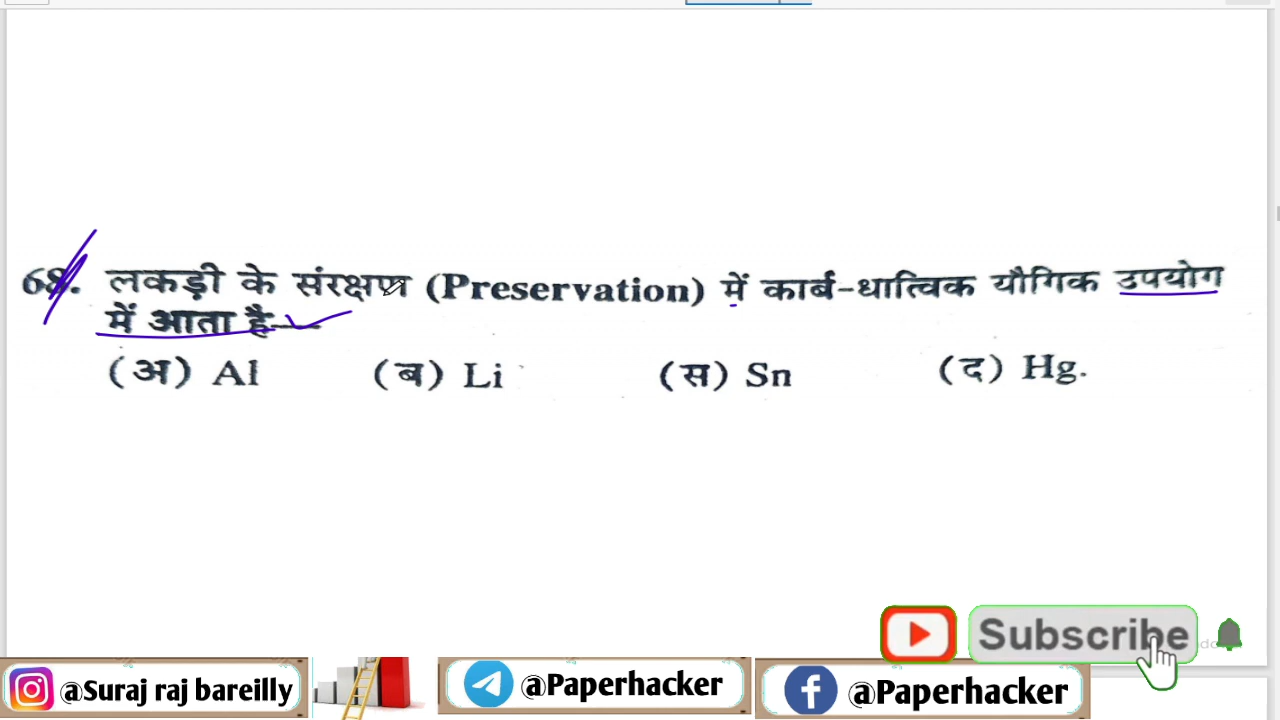 68. लकड़ी के संरक्षण (Preservation) में कार्ब-धात्विक यौगिक उपयोग
में आता है—
(अ) Al (ब) Li (स) Sn (द) Hg.
Subscribe
@Suraj raj bareilly @Paperhacker @Paperhacker